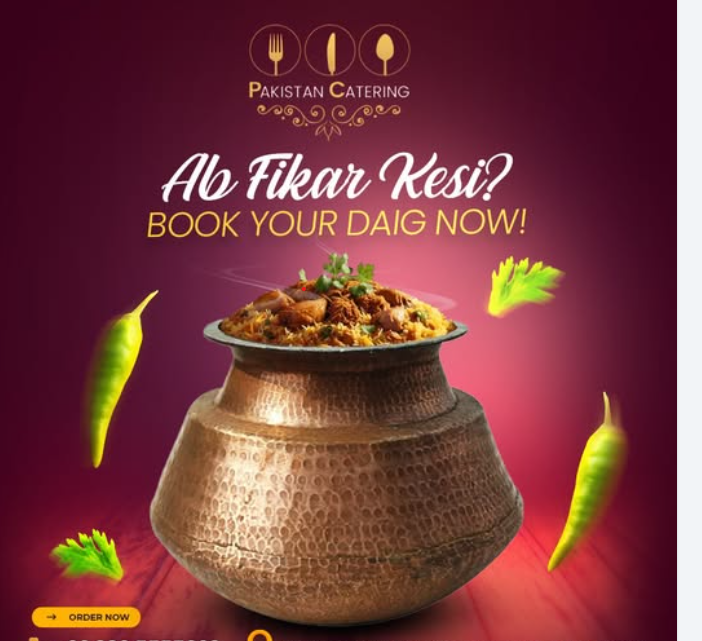 PAKISTAN CATERING
Ab Fikar Kesi?
BOOK YOUR DAIG NOW!
→ ORDER NOW